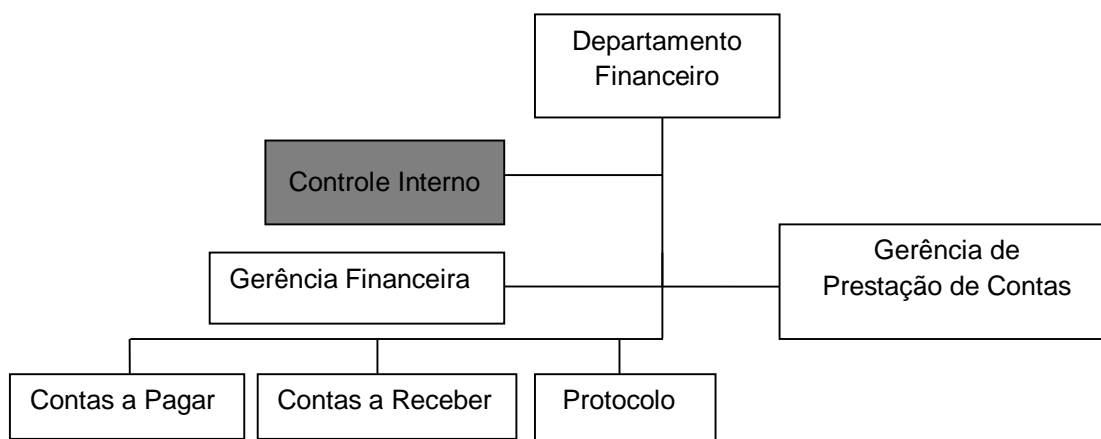 Departamento
Financeiro
Controle Interno
Gerência Financeira
Gerência de
Prestação de Contas
Contas a Pagar
Contas a Receber
Protocolo